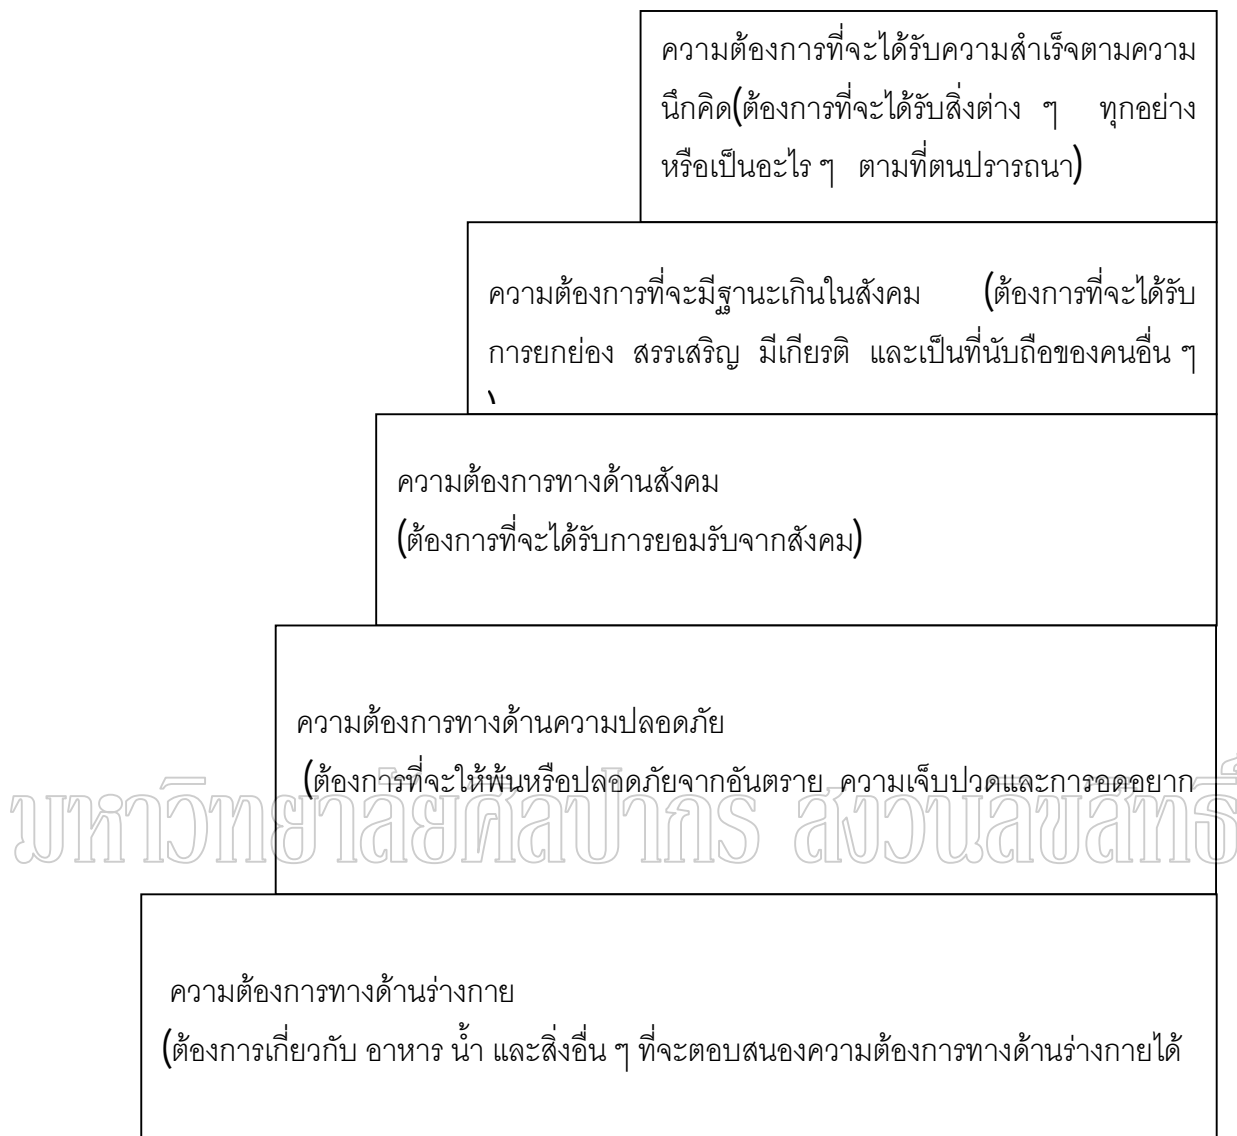 ความต้องการที่จะได้รับความสำเร็จตามความ
นึกคิด(ต้องการที่จะได้รับสิ่งต่าง ๆ ทุกอย่าง
หรือเป็นอะไร ๆ ตามที่ตนปรารถนา)
ความต้องการที่จะมีฐานะเกินในสังคม (ต้องการที่จะได้รับ
การยกย่อง สรรเสริญ มีเกียรติ และเป็นที่นับถือของคนอื่น ๆ
)
ความต้องการทางด้านสังคม
(ต้องการที่จะได้รับการยอมรับจากสังคม)
ความต้องการทางด้านความปลอดภัย
(ต้องการที่จะให้พ้นหรือปลอดภัยจากอันตราย ความเจ็บปวดและการอดอยาก
มหาวิทยาลัยศิลปากร สงวนลิขสิทธิ์
ความต้องการทางด้านร่างกาย
(ต้องการเกี่ยวกับ อาหาร น้ำ และสิ่งอื่น ๆ ที่จะตอบสนองความต้องการทางด้านร่างกายได้